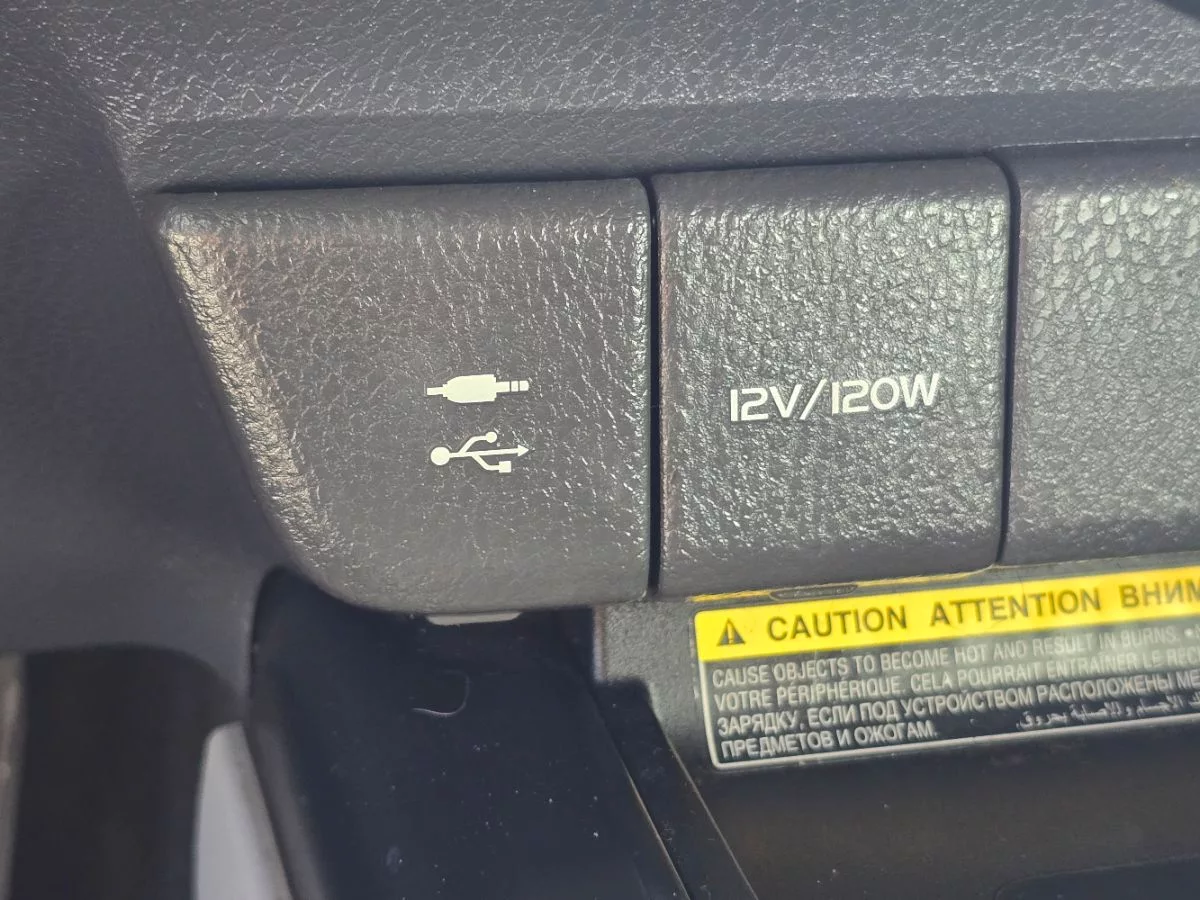 12V/120W
CAUTION ATTENTION
CAUSE OBJECTS TO BECOME HOT AND RESULT IN BURNS. •
VOTRE PÉRIPHÉRIQUE. CELA POURRAIT ENTRAÎNER LE
ЗАРЯДКУ. ЕСЛИ ПОД УСТРОЙСТВОМ РАСПОЛОЖЕНЫ
ПРЕДМЕТОВ И ОЖОГАМ.